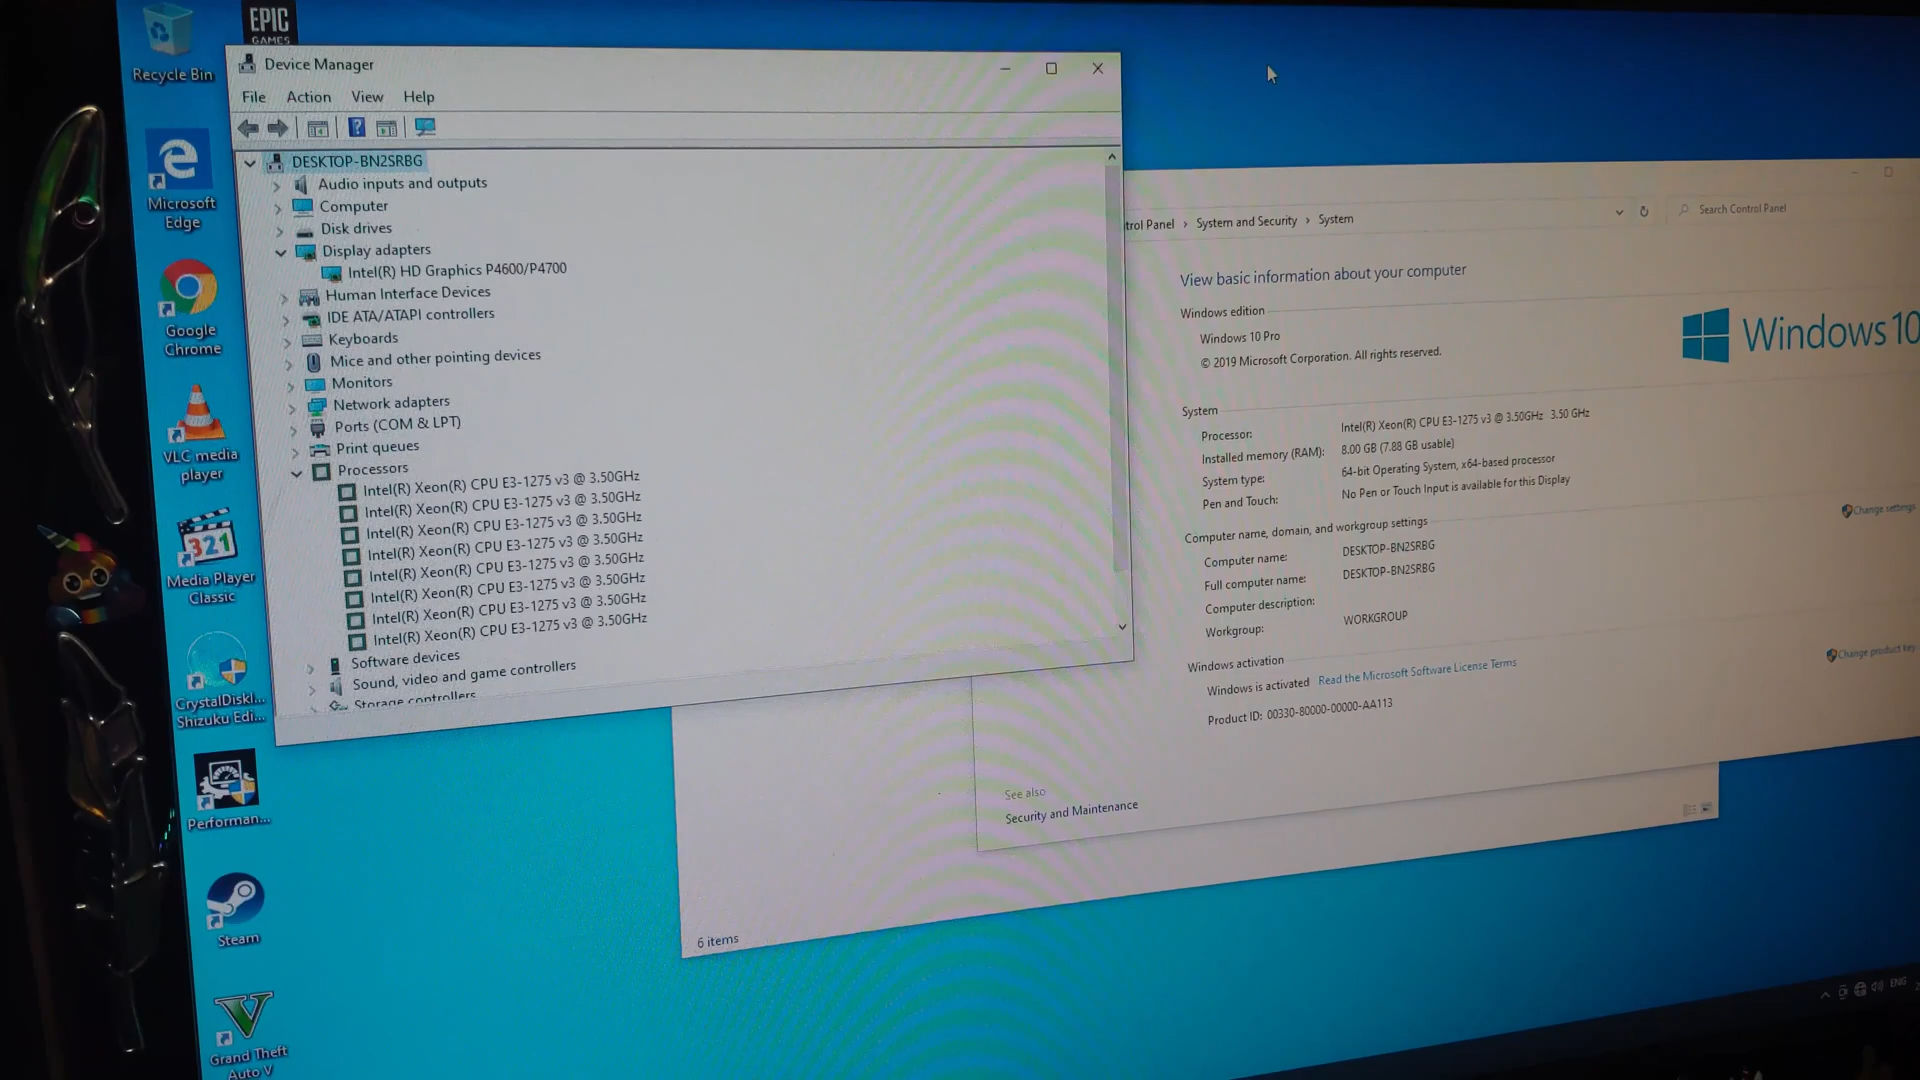 Recycle Bin
EPIC
GAMES
Microsoft
Edge
Google
Chrome
VLC media
player
321
Media Player
Classic
CrystalDiskI...
Shizuku Edi...
Performan...
Steam
V
Grand Theft
Auto V
Device Manager
File Action View Help
DESKTOP-BN2SRBG
Audio inputs and outputs
Computer
Disk drives
Display adapters
Intel(R) HD Graphics P4600/P4700
Human Interface Devices
IDE ATA/ATAPI controllers
Keyboards
Mice and other pointing devices
Monitors
Network adapters
Ports (COM & LPT)
Print queues
Processors
Intel(R) Xeon(R) CPU E3-1275 v3 @ 3.50GHz
Intel(R) Xeon(R) CPU E3-1275 v3 @ 3.50GHz
Intel(R) Xeon(R) CPU E3-1275 v3 @ 3.50GHz
Intel(R) Xeon(R) CPU E3-1275 v3 @ 3.50GHz
Intel(R) Xeon(R) CPU E3-1275 v3 @ 3.50GHz
Intel(R) Xeon(R) CPU E3-1275 v3 @ 3.50GHz
Intel(R) Xeon(R) CPU E3-1275 v3 @ 3.50GHz
Intel(R) Xeon(R) CPU E3-1275 v3 @ 3.50GHz
Software devices
Sound, video and game controllers
Storage controllers
trol Panel › System and Security › System
Search Control Panel
View basic information about your computer
Windows edition
Windows 10 Pro
© 2019 Microsoft Corporation. All rights reserved.
Windows 10
System
Processor: Intel(R) Xeon(R) CPU E3-1275 v3 @ 3.50GHz 3.50 GHz
Installed memory (RAM): 8.00 GB (7.88 GB usable)
System type: 64-bit Operating System, x64-based processor
Pen and Touch: No Pen or Touch Input is available for this Display
Computer name, domain, and workgroup settings
Computer name: DESKTOP-BN2SRBG
Change settings
Full computer name: DESKTOP-BN2SRBG
Computer description:
Workgroup: WORKGROUP
Windows activation
Windows is activated Read the Microsoft Software License Terms
Product ID: 00330-80000-00000-AA113
Change product key
See also
Security and Maintenance
6 items
ENG